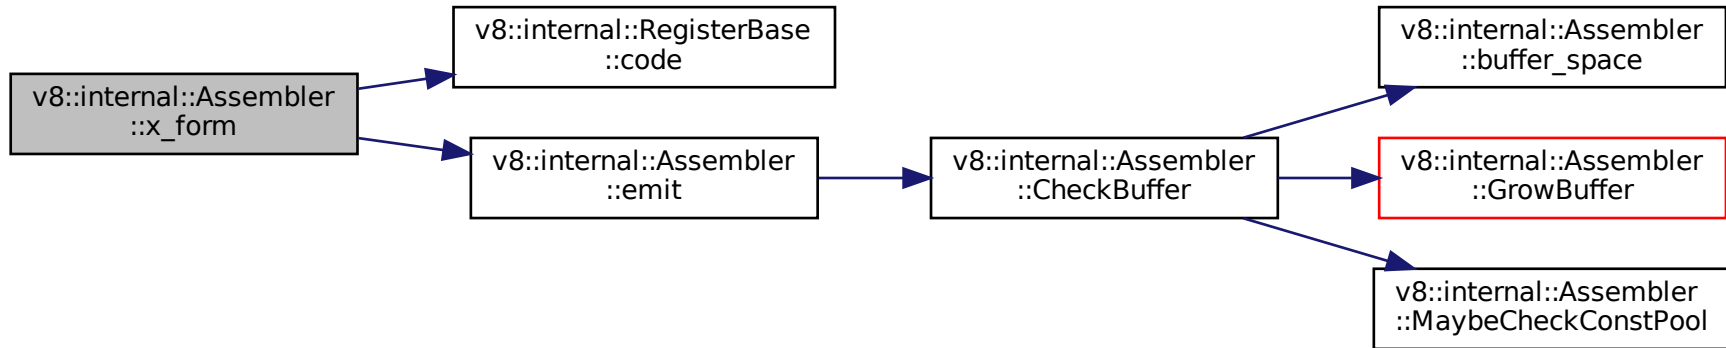 v8::internal::Assembler
::x_form
v8::internal::RegisterBase
::code
v8::internal::Assembler
::emit
v8::internal::Assembler
::CheckBuffer
v8::internal::Assembler
::buffer_space
v8::internal::Assembler
::GrowBuffer
v8::internal::Assembler
::MaybeCheckConstPool